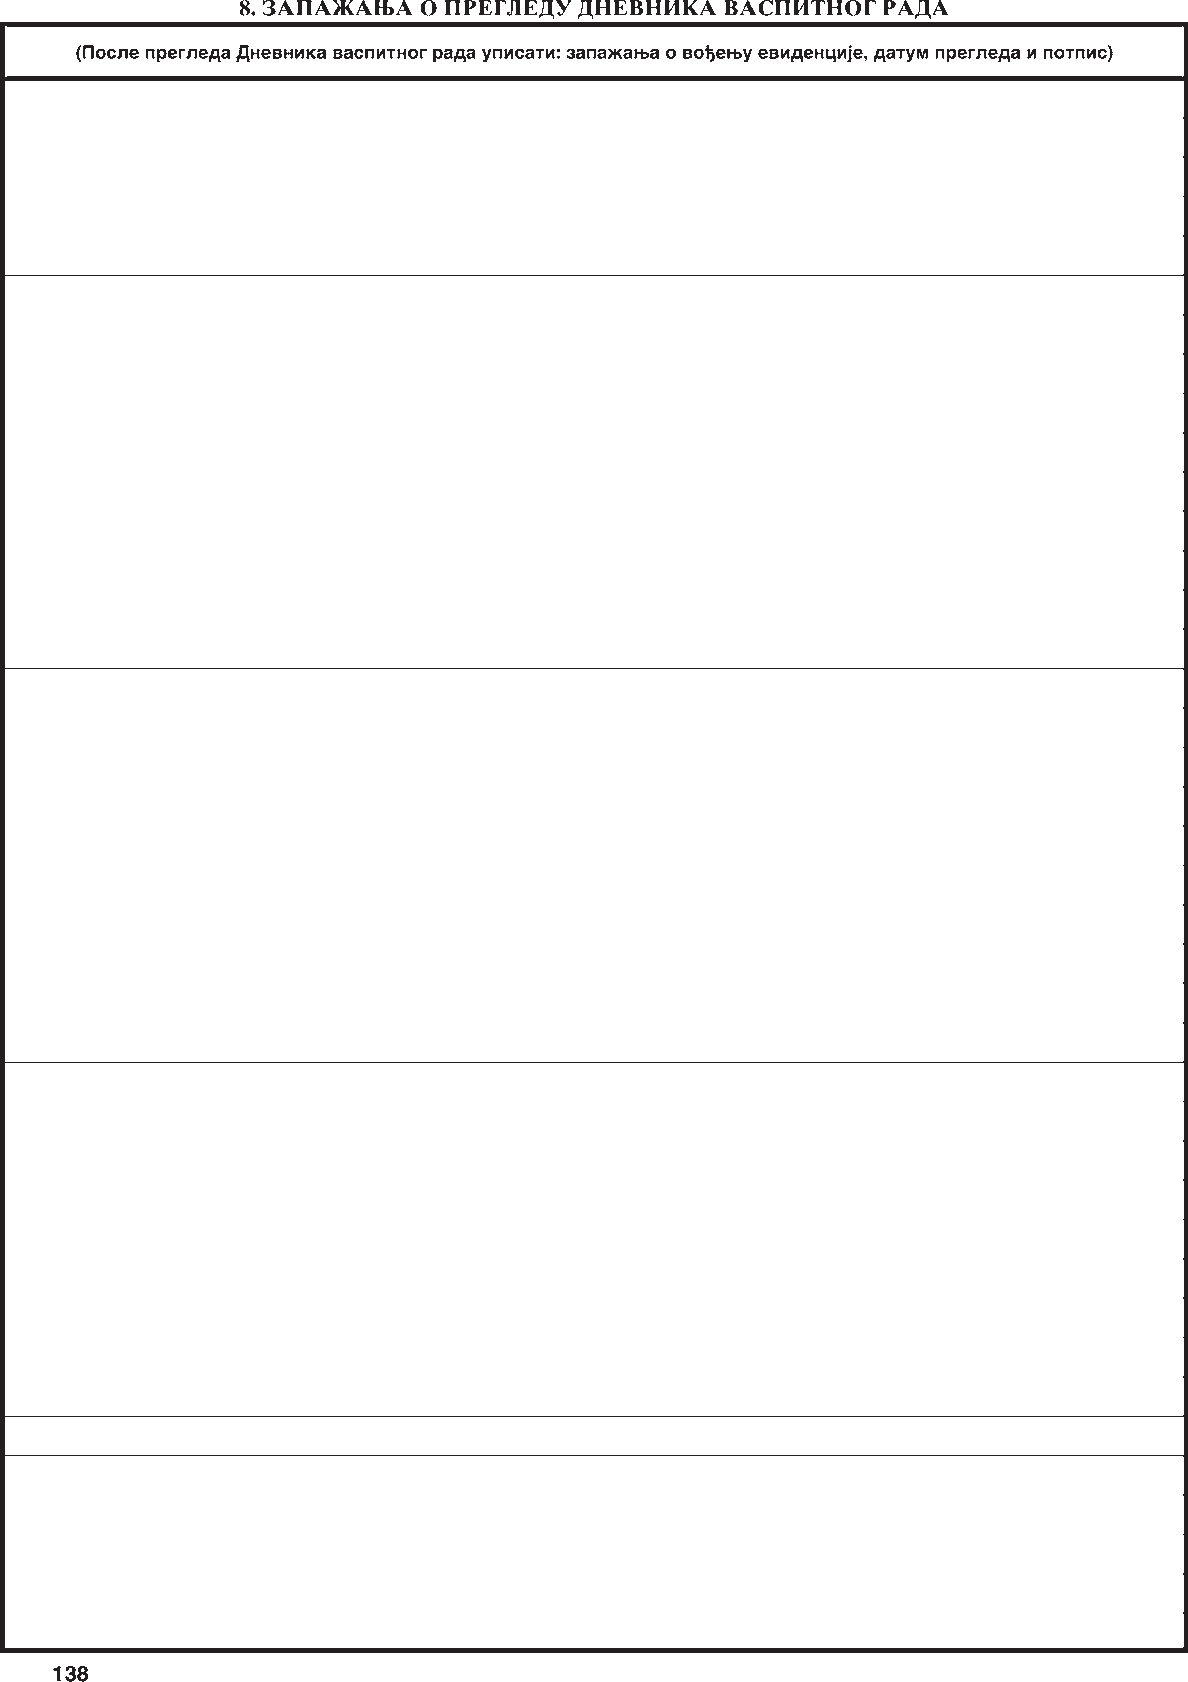 8. ЗАПАЖАЊА О ПРЕГЛЕДУ ДНЕВНИКА ВАСПИТНОГ РАДА
(После прегледа Дневника васпитног рада уписати: запажања о вођењу евиденције, датум прегледа и потпис)
138